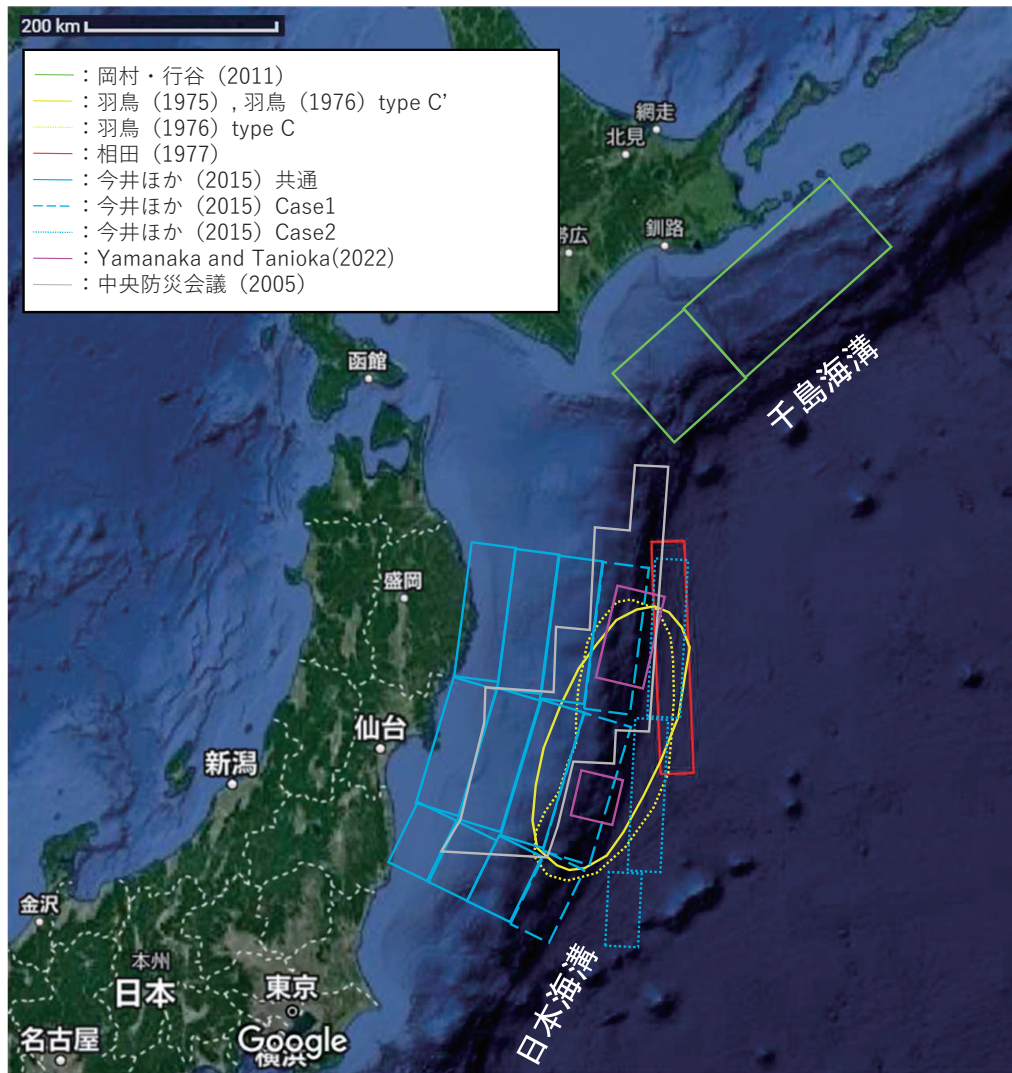 200 km
：岡村・行谷（2011）
：羽鳥（1975）, 羽鳥（1976）type C’
：羽鳥（1976）type C
：相田（1977）
：今井ほか（2015）共通
：今井ほか（2015）Case1
：今井ほか（2015）Case2
：Yamanaka and Tanioka(2022)
：中央防災会議（2005）
網走
北見
釧路
帯広
函館
千島海溝
盛岡
仙台
新潟
金沢
本州
日本
東京
日本海溝
Google
名古屋
横浜